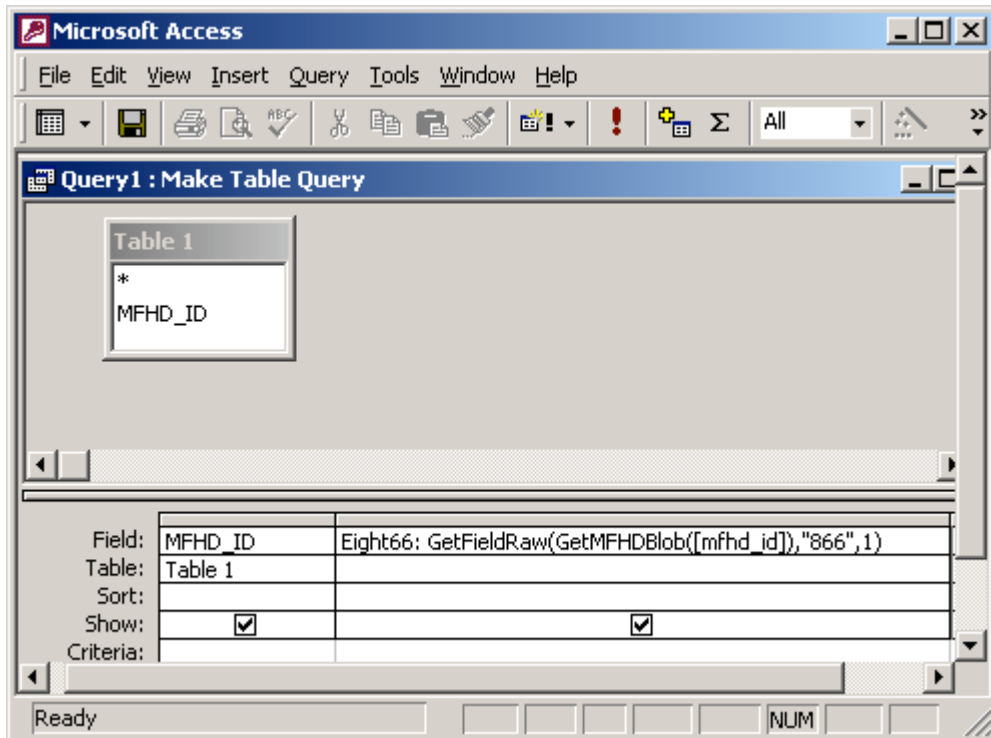 Microsoft Access
File Edit View Insert Query Tools Window Help
ABC All
Query1 : Make Table Query
Table 1
*
MFHD_ID
Field: MFHD_ID Eight66: GetFieldRaw(GetMFHDBlob([mfhd_id]),"866",1)
Table: Table 1
Sort:
Show:
Criteria:
Ready NUM